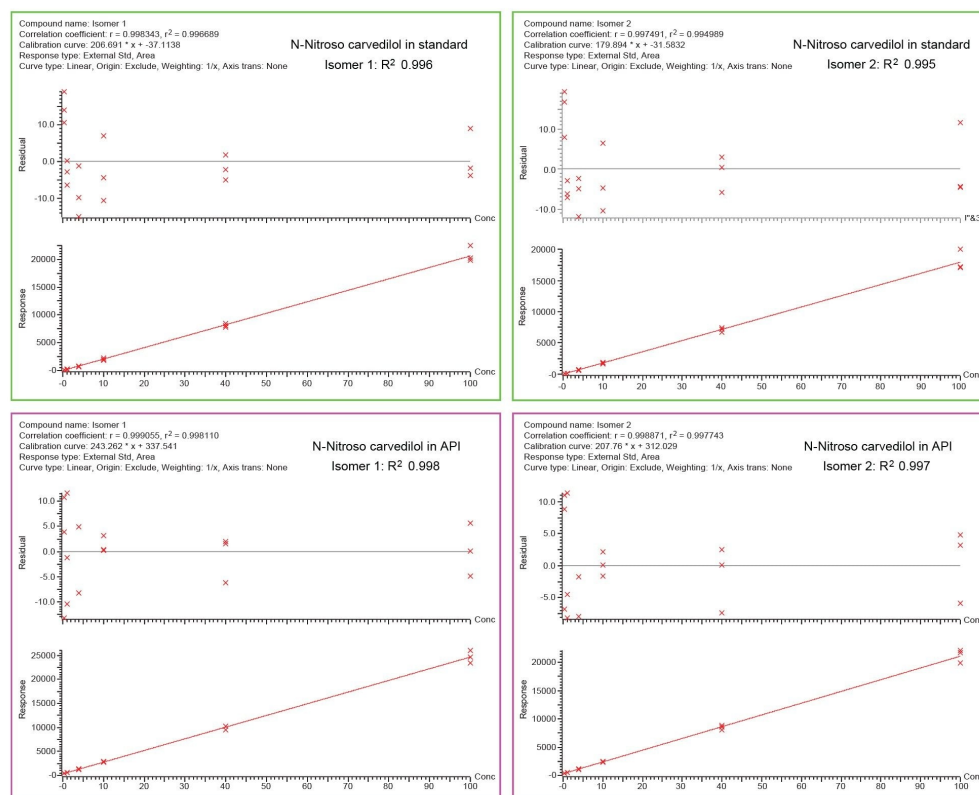 Compound name: Isomer 1
Correlation coefficient: r = 0.998343, r² = 0.996689
Calibration curve: 206.691 * x + -37.1138
Response type: External Std, Area
Curve type: Linear, Origin: Exclude, Weighting: 1/x, Axis trans: None
N-Nitroso carvedilol in standard
Isomer 1: R² 0.996
Residual
10.0
0.0
-10.0
Conc
Response
20000
15000
10000
5000
-0
-0 10 20 30 40 50 60 70 80 90 100
Conc
Compound name: Isomer 2
Correlation coefficient: r = 0.997491, r² = 0.994989
Calibration curve: 179.894 * x + -31.5832
Response type: External Std, Area
Curve type: Linear, Origin: Exclude, Weighting: 1/x, Axis trans: None
N-Nitroso carvedilol in standard
Isomer 2: R² 0.995
Residual
10.0
0.0
-10.0
Response
20000
15000
10000
5000
-0
-0 10 20 30 40 50 60 70 80 90 100
Conc
Compound name: Isomer 1
Correlation coefficient: r = 0.999055, r² = 0.998110
Calibration curve: 243.262 * x + 337.541
Response type: External Std, Area
Curve type: Linear, Origin: Exclude, Weighting: 1/x, Axis trans: None
N-Nitroso carvedilol in API
Isomer 1: R² 0.998
Residual
10.0
5.0
0.0
-5.0
-10.0
Conc
Response
25000
20000
15000
10000
5000
-0
-0 10 20 30 40 50 60 70 80 90 100
Conc
Compound name: Isomer 2
Correlation coefficient: r = 0.998871, r² = 0.997743
Calibration curve: 207.76 * x + 312.029
Response type: External Std, Area
Curve type: Linear, Origin: Exclude, Weighting: 1/x, Axis trans: None
N-Nitroso carvedilol in API
Isomer 2: R² 0.997
Residual
10.0
5.0
0.0
-5.0
Conc
Response
20000
15000
10000
5000
-0
-0 10 20 30 40 50 60 70 80 90 100
Conc